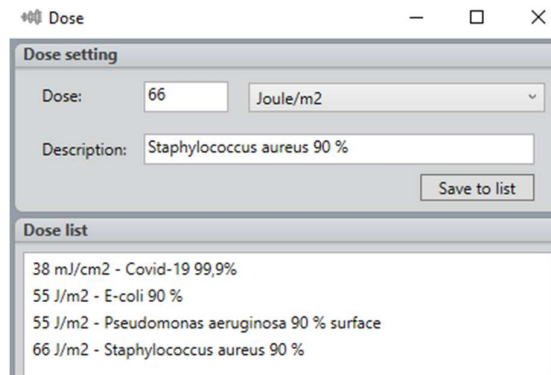 Dose
Dose setting
Dose: 66 Joule/m2
Description: Staphylococcus aureus 90 %
Save to list
Dose list
38 mJ/cm2 - Covid-19 99,9%
55 J/m2 - E-coli 90 %
55 J/m2 - Pseudomonas aeruginosa 90 % surface
66 J/m2 - Staphylococcus aureus 90 %